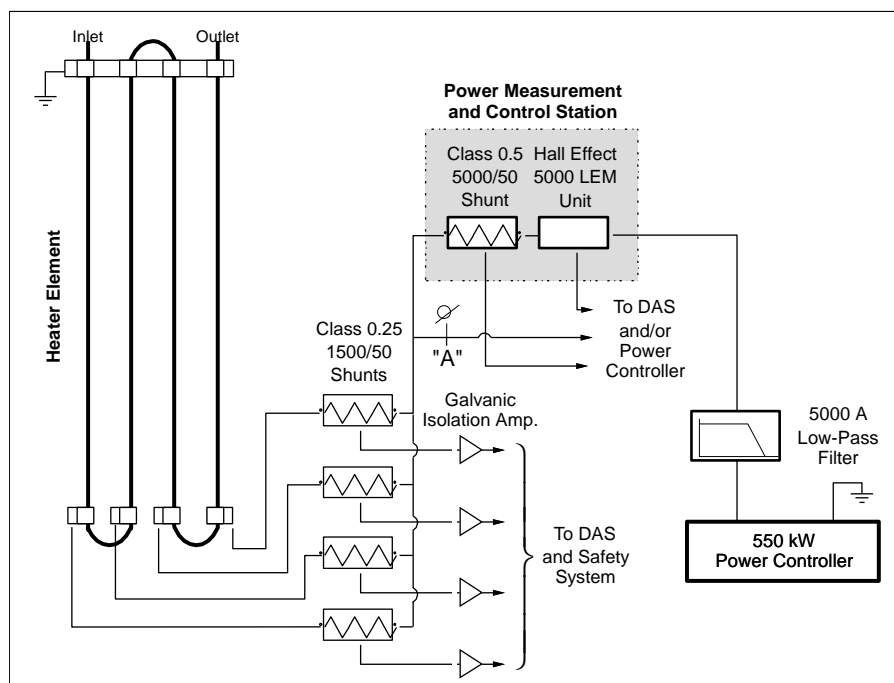 Inlet
Outlet
Power Measurement
and Control Station
Class 0.5
5000/50
Shunt
Hall Effect
5000 LEM
Unit
Heater Element
To DAS
and/or
Power
Controller
"A"
Class 0.25
1500/50
Shunts
Galvanic
Isolation Amp.
5000 A
Low-Pass
Filter
To DAS
and Safety
System
550 kW
Power Controller